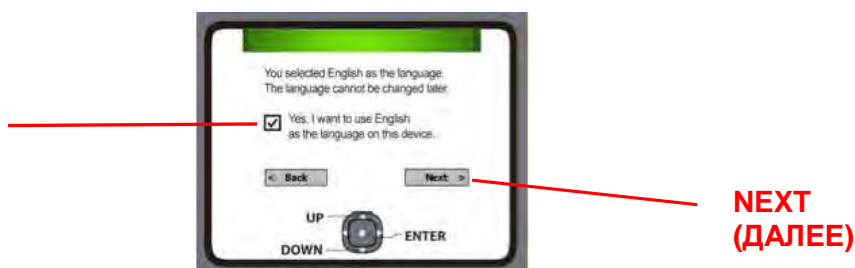 You selected English as the language.
The language cannot be changed later.
Yes, I want to use English
as the language on this device.
< Back
Next >
UP
ENTER
DOWN
NEXT
(ДАЛЕЕ)